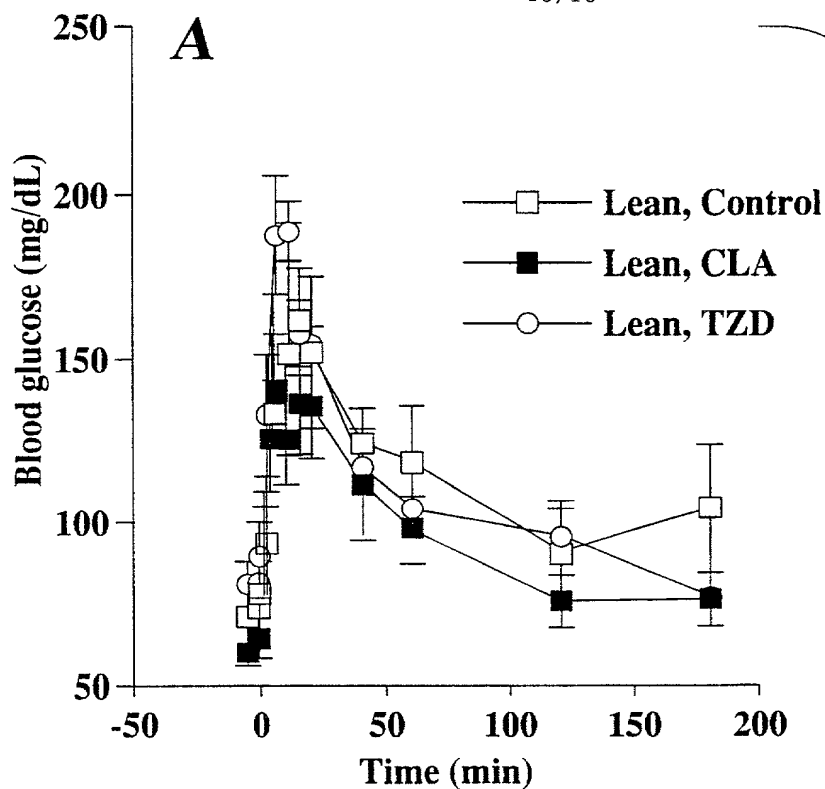 A
250
200
150
100
50
Blood glucose (mg/dL)
Lean, Control
Lean, CLA
Lean, TZD
-50 0 50 100 150 200
Time (min)